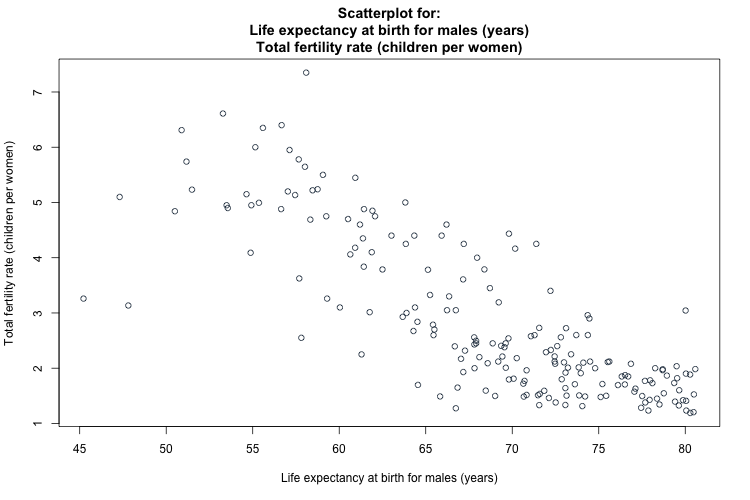 Scatterplot for:
Life expectancy at birth for males (years)
Total fertility rate (children per women)
Total fertility rate (children per women)
7
6
5
4
3
2
1
45 50 55 60 65 70 75 80
Life expectancy at birth for males (years)